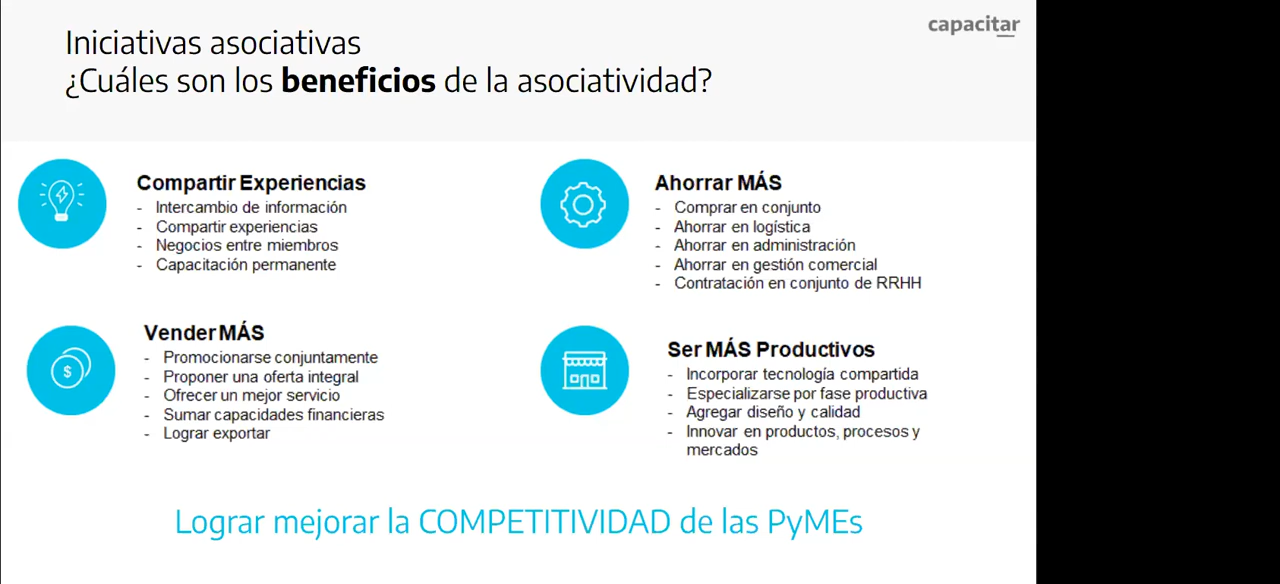 capacitar
Iniciativas asociativas
¿Cuáles son los beneficios de la asociatividad?
Compartir Experiencias
- Intercambio de información
- Compartir experiencias
- Negocios entre miembros
- Capacitación permanente
Ahorrar MÁS
- Comprar en conjunto
- Ahorrar en logística
- Ahorrar en administración
- Ahorrar en gestión comercial
- Contratación en conjunto de RRHH
Vender MÁS
- Promocionarse conjuntamente
- Proponer una oferta integral
- Ofrecer un mejor servicio
- Sumar capacidades financieras
- Lograr exportar
Ser MÁS Productivos
- Incorporar tecnología compartida
- Especializarse por fase productiva
- Agregar diseño y calidad
- Innovar en productos, procesos y
mercados
Lograr mejorar la COMPETITIVIDAD de las PyMEs